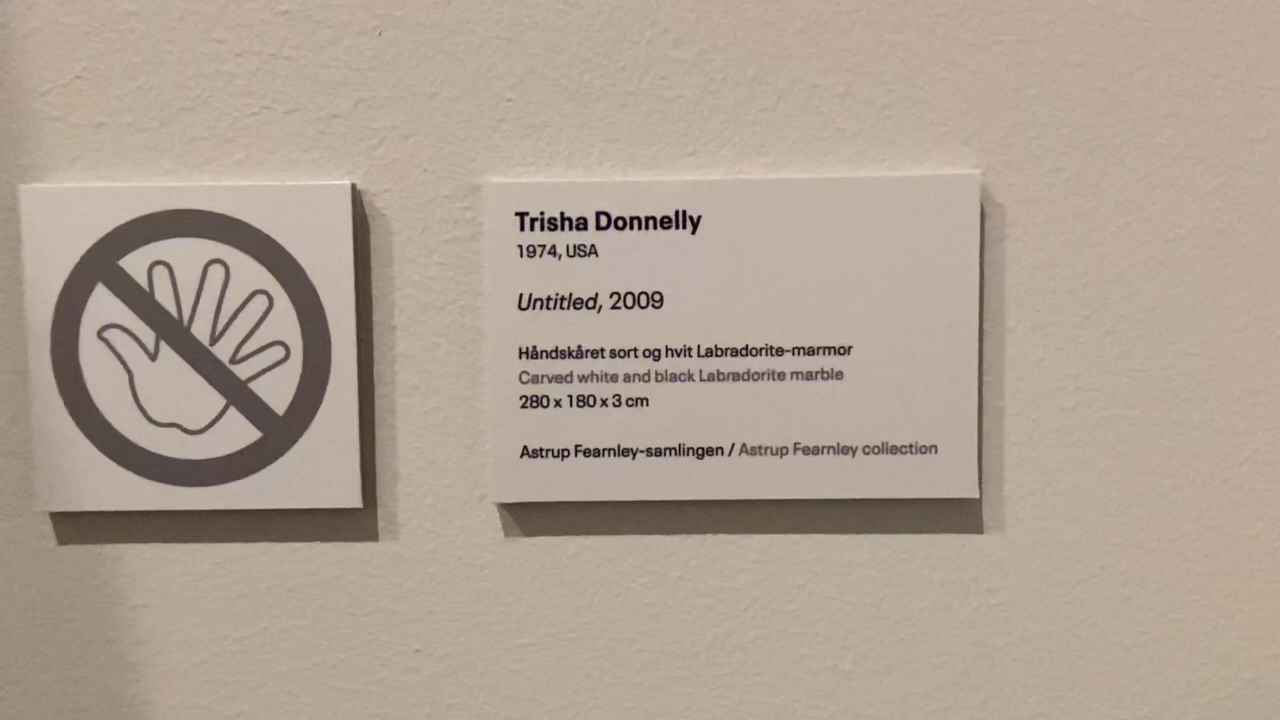 Trisha Donnelly
1974, USA
Untitled, 2009
Håndskåret sort og hvit Labradorite-marmor
Carved white and black Labradorite marble
280 x 180 x 3 cm
Astrup Fearnley-samlingen / Astrup Fearnley collection